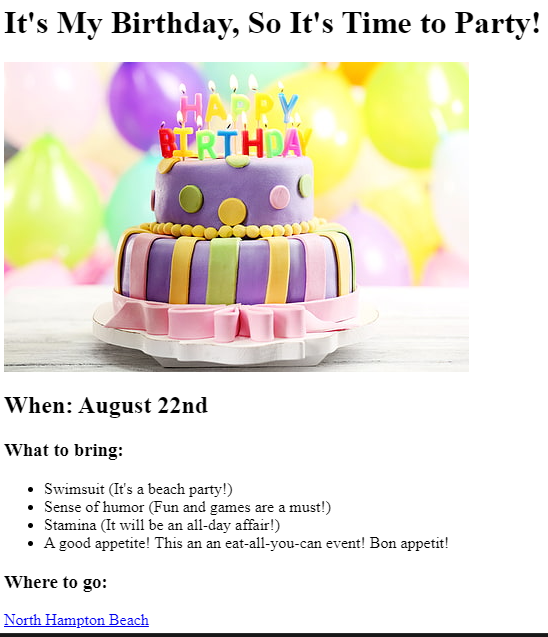 It's My Birthday, So It's Time to Party!
HAPPY
BIRTHDAY
When: August 22nd
What to bring:
Swimsuit (It's a beach party!)
Sense of humor (Fun and games are a must!)
Stamina (It will be an all-day affair!)
A good appetite! This an an eat-all-you-can event! Bon appetit!
Where to go:
North Hampton Beach